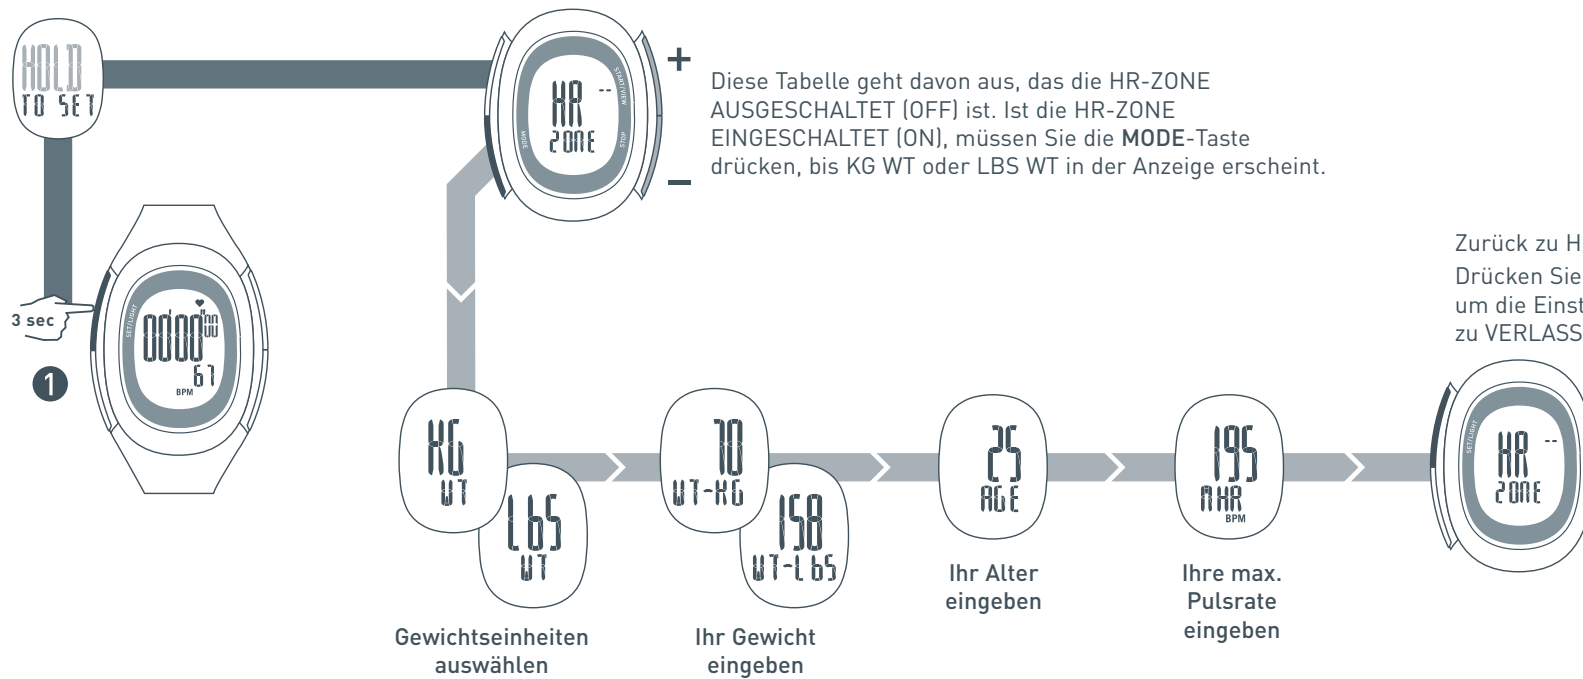 HOLD
TO SET
HR --
ZONE
START/VIEW
MODE
PULS
+
−
Diese Tabelle geht davon aus, das die HR-ZONE
AUSGESCHALTET (OFF) ist. Ist die HR-ZONE
EINGESCHALTET (ON), müssen Sie die MODE-Taste
drücken, bis KG WT oder LBS WT in der Anzeige erscheint.
3 sec
1
SET/LIGHT
00'00"00
67
BPM
Zurück zu H
Drücken Sie
um die Einst
zu VERLASS
KG
WT
LBS
WT
Gewichtseinheiten
auswählen
70
WT-KG
158
WT-LBS
Ihr Gewicht
eingeben
25
AGE
Ihr Alter
eingeben
195
MHR
BPM
Ihre max.
Pulsrate
eingeben
SET/LIGHT
HR --
ZONE